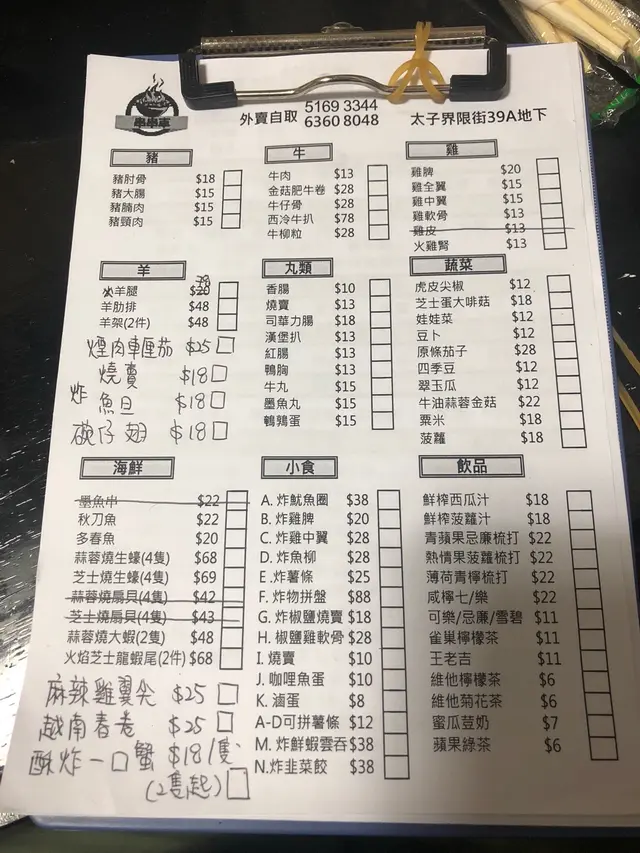 串串車
外賣自取 5169 3344
6360 8048
太子界限街39A地下
豬
豬肘骨 $18
豬大腸 $15
豬腩肉 $15
豬頸肉 $15
牛
牛肉 $13
金菇肥牛卷 $28
牛仔骨 $28
西冷牛扒 $78
牛柳粒 $28
雞
雞脾 $20
雞全翼 $15
雞中翼 $15
雞軟骨 $13
雞皮 $13
火雞腎 $13
羊
羊腿 $20
羊肋排 $48
羊架(2件) $48
煙肉車厘茄 $25
燒賣 $18
炸魚旦 $18
碗仔翅 $18
丸類
香腸 $10
燒賣 $13
司華力腸 $18
漢堡扒 $13
紅腸 $13
鴨胸 $13
牛丸 $15
墨魚丸 $15
鵪鶉蛋 $15
蔬菜
虎皮尖椒 $12
芝士蛋大啡菇 $18
娃娃菜 $12
豆卜 $12
原條茄子 $28
四季豆 $12
翠玉瓜 $12
牛油蒜蓉金菇 $22
粟米 $18
菠蘿 $18
海鮮
墨魚串 $22
秋刀魚 $22
多春魚 $20
蒜蓉燒生蠔(4隻) $68
芝士燒生蠔(4隻) $69
蒜蓉燒扇貝(4隻) $42
芝士燒扇貝(4隻) $43
蒜蓉燒大蝦(2隻) $48
火焰芝士龍蝦尾(2件) $68
麻辣雞翼尖 $25
越南春卷 $25
酥炸一口蟹 $18/隻
(2隻起)
小食
A. 炸魷魚圈 $38
B. 炸雞脾 $20
C. 炸雞中翼 $28
D. 炸魚柳 $28
E .炸薯條 $25
F. 炸物拼盤 $88
G. 炸椒鹽燒賣 $18
H. 椒鹽雞軟骨 $28
I. 燒賣 $10
J. 咖哩魚蛋 $10
K. 滷蛋 $8
A-D可拼薯條 $12
M. 炸鮮蝦雲吞 $38
N.炸韭菜餃 $38
飲品
鮮榨西瓜汁 $18
鮮榨菠蘿汁 $18
青蘋果忌廉梳打 $22
熱情果菠蘿梳打 $22
薄荷青檸梳打 $22
咸檸七/樂 $22
可樂/忌廉/雪碧 $11
雀巢檸檬茶 $11
王老吉 $11
維他檸檬茶 $6
維他菊花茶 $6
蜜瓜荳奶 $7
蘋果綠茶 $6